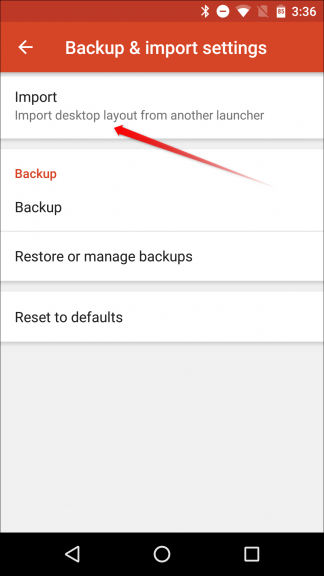 3:36
Backup & import settings
Import
Import desktop layout from another launcher
Backup
Backup
Restore or manage backups
Reset to defaults